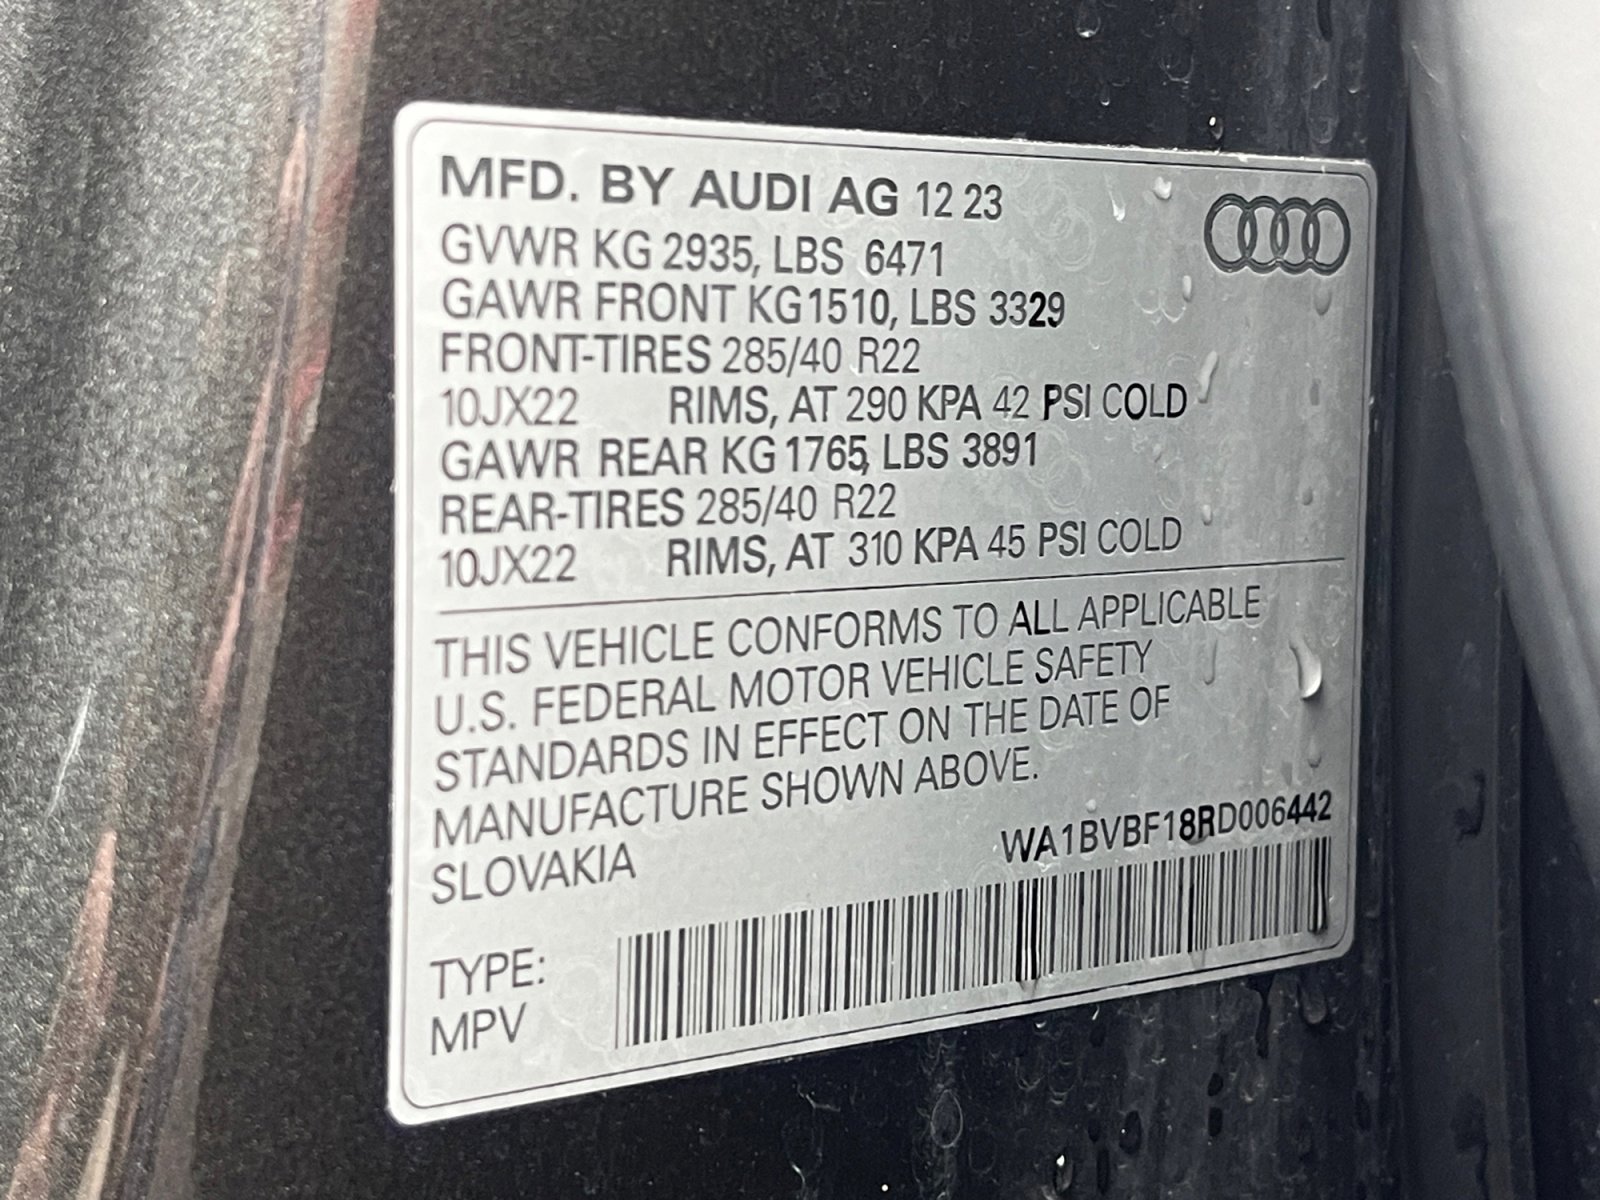 MFD. BY AUDI AG 12 23
GVWR KG 2935, LBS 6471
GAWR FRONT KG1510, LBS 3329
FRONT-TIRES 285/40 R22
10JX22 RIMS, AT 290 KPA 42 PSI COLD
GAWR REAR KG1765, LBS 3891
REAR-TIRES 285/40 R22
10JX22 RIMS, AT 310 KPA 45 PSI COLD
THIS VEHICLE CONFORMS TO ALL APPLICABLE
U.S. FEDERAL MOTOR VEHICLE SAFETY
STANDARDS IN EFFECT ON THE DATE OF
MANUFACTURE SHOWN ABOVE.
SLOVAKIA
WA1BVBF18RD006442
TYPE:
MPV